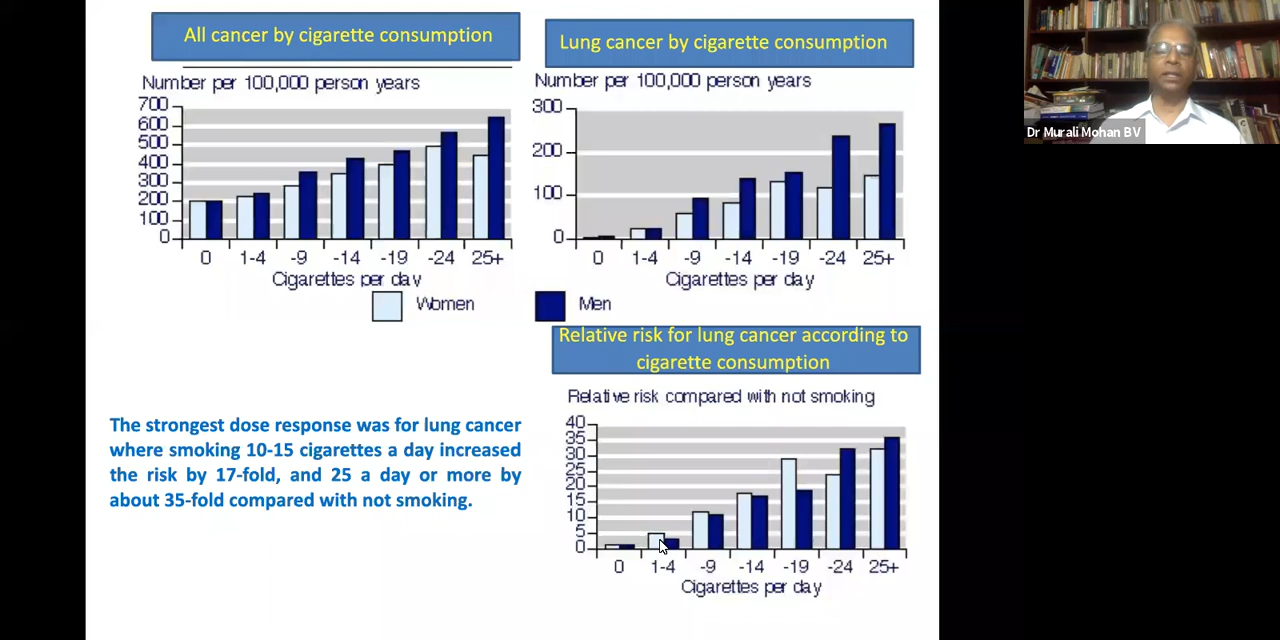 All cancer by cigarette consumption
Number per 100,000 person years
700
600
500
400
300
200
100
0
0 1-4 -9 -14 -19 -24 25+
Cigarettes per day
Lung cancer by cigarette consumption
Number per 100,000 person years
300
200
100
0
0 1-4 -9 -14 -19 -24 25+
Cigarettes per day
Women Men
Relative risk for lung cancer according to
cigarette consumption
Relative risk compared with not smoking
40
35
30
25
20
15
10
5
0
0 1-4 -9 -14 -19 -24 25+
Cigarettes per day
The strongest dose response was for lung cancer
where smoking 10-15 cigarettes a day increased
the risk by 17-fold, and 25 a day or more by
about 35-fold compared with not smoking.
Dr Murali Mohan BV